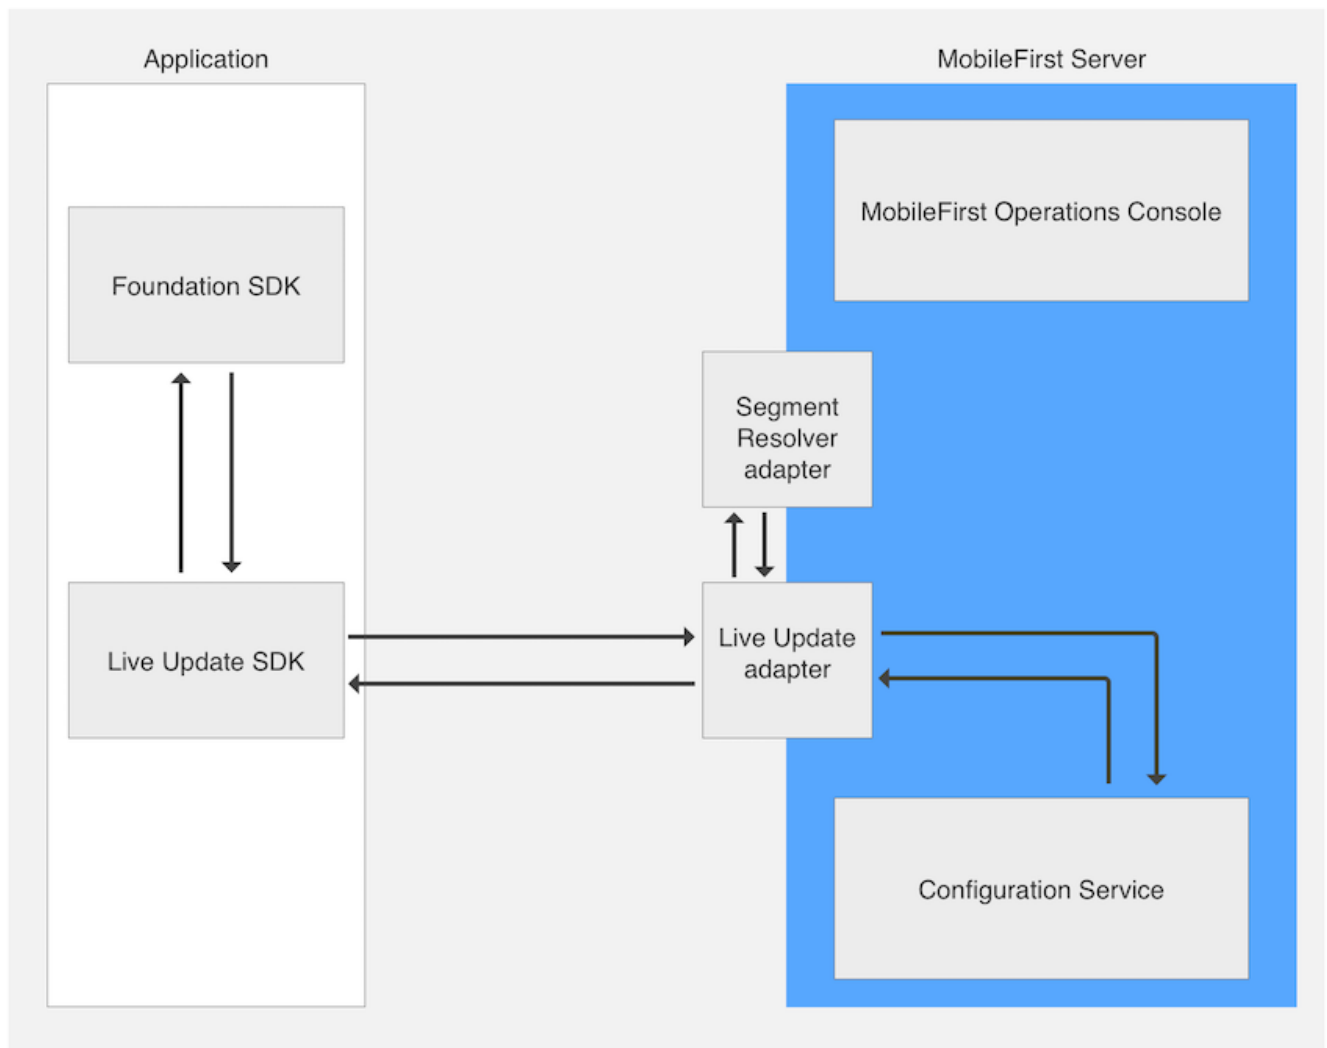 Application
MobileFirst Server
MobileFirst Operations Console
Foundation SDK
Segment
Resolver
adapter
Live Update SDK
Live Update
adapter
Configuration Service